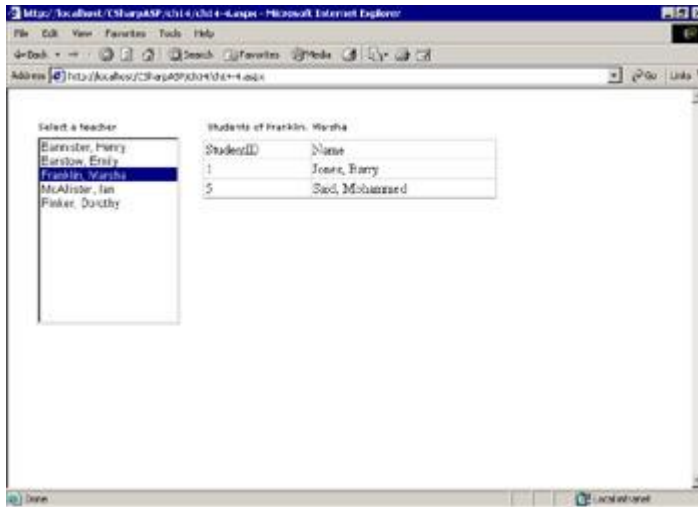 http://localhost/CSharpASP/ch14/ch14-4.aspx - Microsoft Internet Explorer
File Edit View Favorites Tools Help
Back Search Favorites Media
Address http://localhost/CSharpASP/ch14/ch14-4.aspx Go Links
Select a teacher
Bannister, Henry
Barstow, Emily
Franklin, Marsha
McAlister, Ian
Pinker, Dorothy
Students of Franklin, Marsha
StudentID Name
1 Jones, Barry
5 Said, Mohammed
Done Local intranet